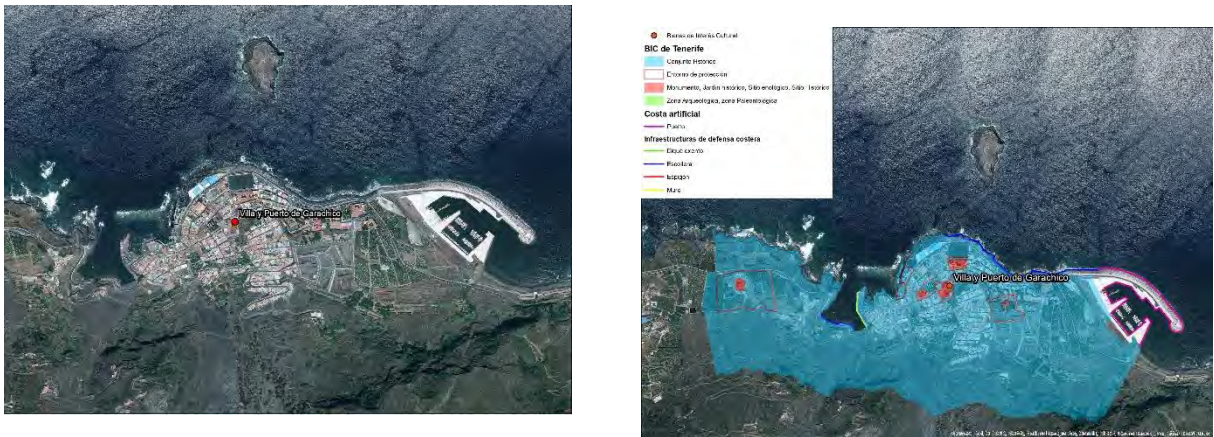 Villa y Puerto de Garachico
Bienes de Interés Cultural
BIC de Tenerife
Conjunto Histórico
Entorno de protección
Monumento, Jardín histórico, Sitio etnológico, Sitio Histórico
Zona Arqueológica, zona Paleontológica
Costa artificial
Puerto
Infraestructuras de defensa costera
Dique exento
Escollera
Espigón
Muro
Villa y Puerto de Garachico